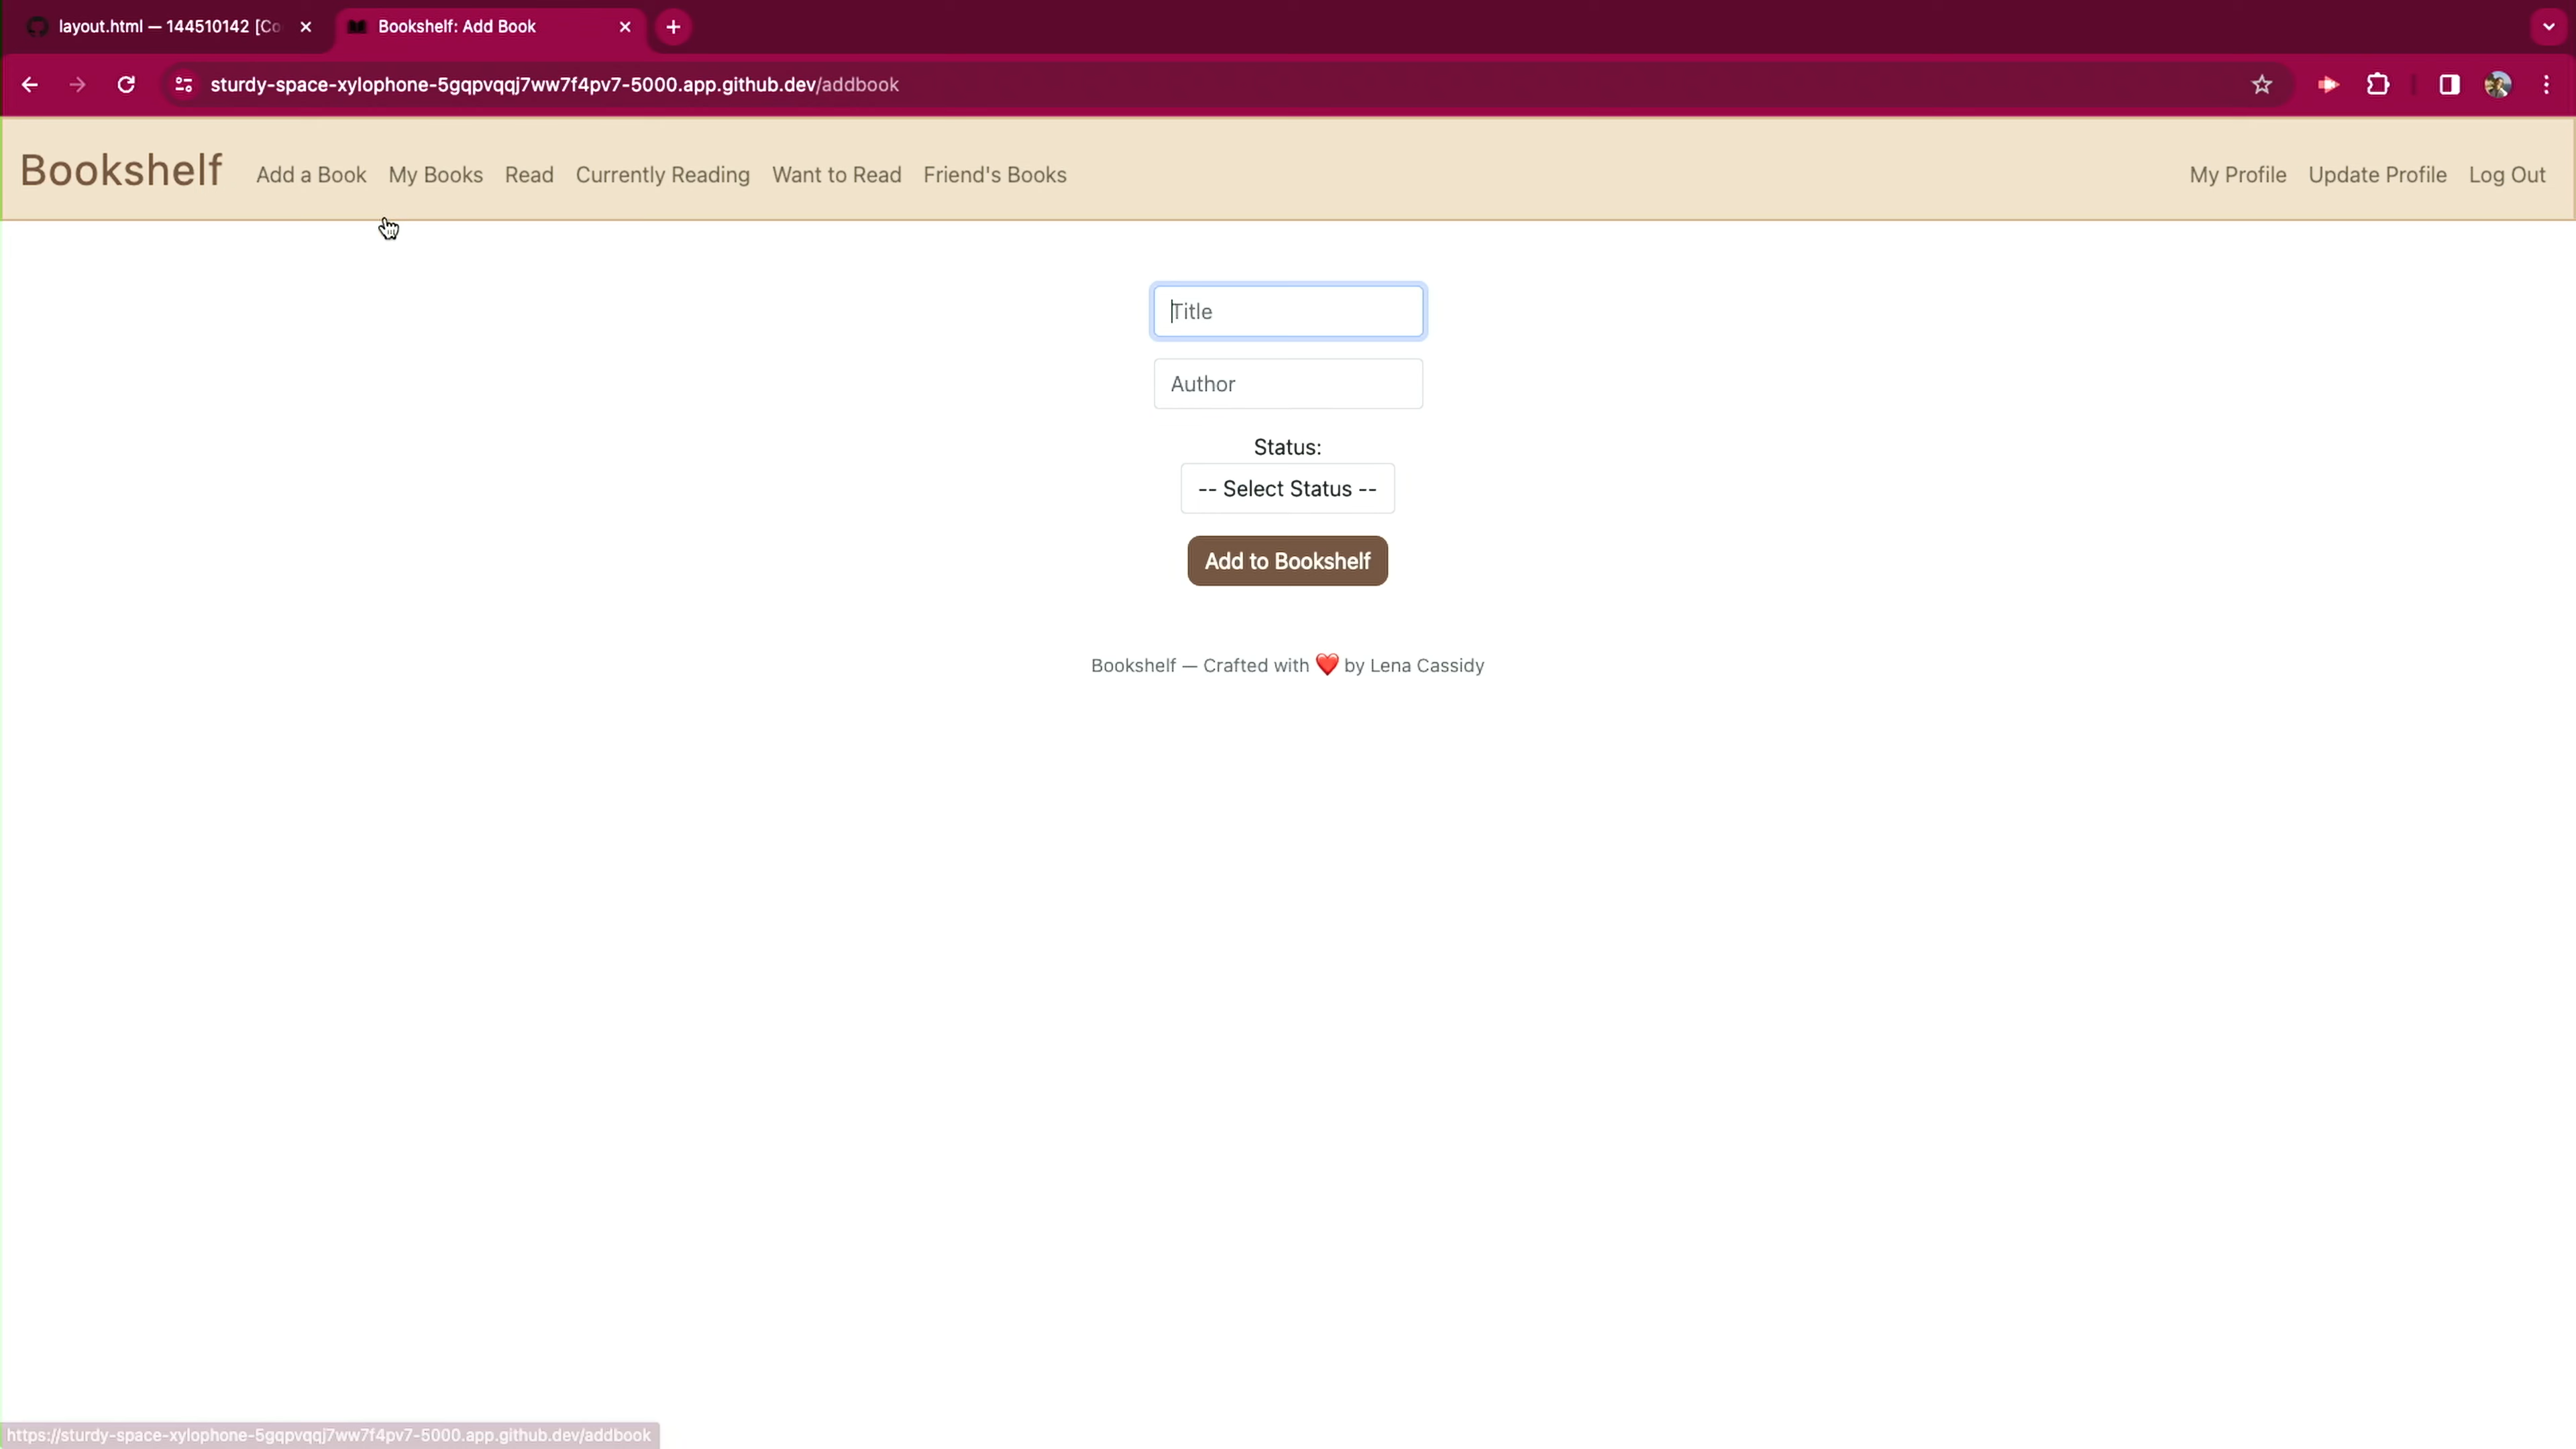 layout.html — 144510142 [Co
Bookshelf: Add Book
sturdy-space-xylophone-5gqpvqqj7ww7f4pv7-5000.app.github.dev/addbook
Bookshelf Add a Book My Books Read Currently Reading Want to Read Friend's Books My Profile Update Profile Log Out
Title
Author
Status:
-- Select Status --
Add to Bookshelf
Bookshelf — Crafted with ❤️ by Lena Cassidy
https://sturdy-space-xylophone-5gqpvqqj7ww7f4pv7-5000.app.github.dev/addbook